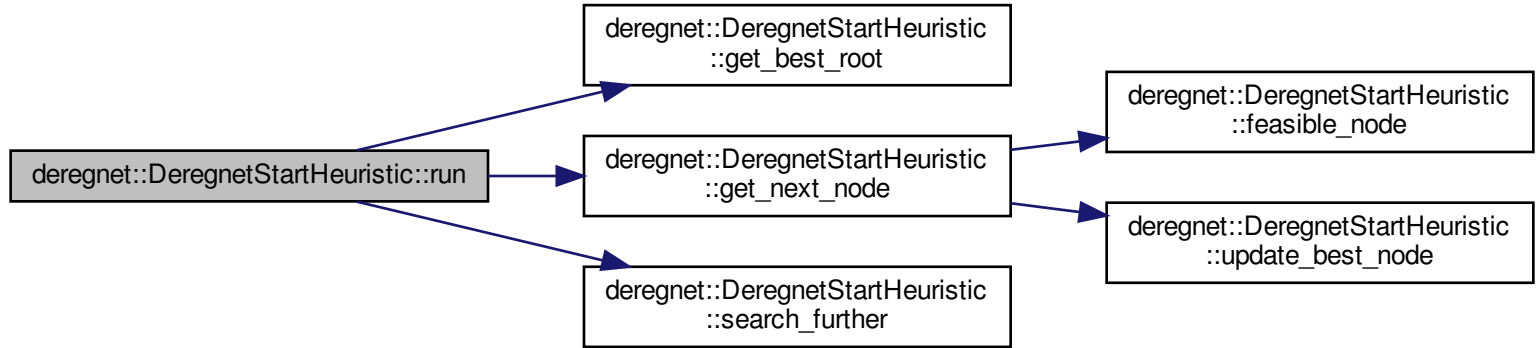 deregnet::DeregnetStartHeuristic::run
deregnet::DeregnetStartHeuristic
::get_best_root
deregnet::DeregnetStartHeuristic
::get_next_node
deregnet::DeregnetStartHeuristic
::search_further
deregnet::DeregnetStartHeuristic
::feasible_node
deregnet::DeregnetStartHeuristic
::update_best_node